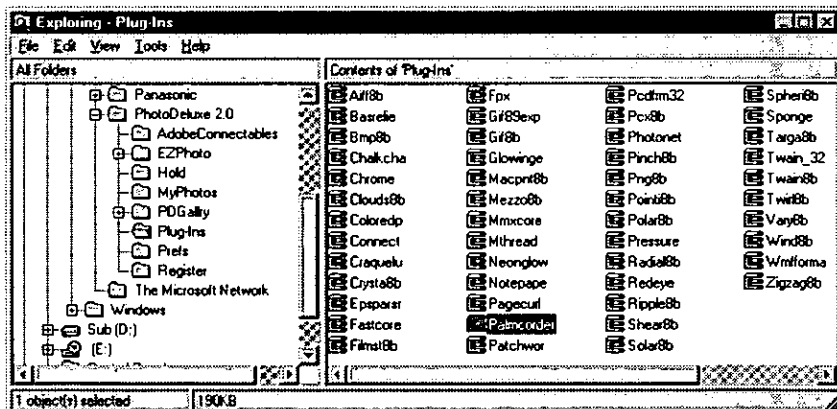 Exploring - Plug-Ins
File Edit View Tools Help
All Folders
Contents of 'Plug-Ins'
Panasonic
PhotoDeluxe 2.0
AdobeConnectables
EZPhoto
Hold
MyPhotos
PDGallry
Plug-Ins
Prefs
Register
The Microsoft Network
Windows
Sub (D:)
(E:)
Aiff8b
Basrelie
Bmp8b
Chalkcha
Chrome
Clouds8b
Coloredp
Connect
Craquelu
Crysta8b
Epsparsr
Fastcore
Filmst8b
Fpx
Gif89exp
Gif8b
Glowinge
Macpnt8b
Mezzo8b
Mmxcore
Mthread
Neonglow
Notepape
Pagecurl
Palmcorder
Patchwor
Pcdfrm32
Pcx8b
Photonet
Pinch8b
Png8b
Pointi8b
Polar8b
Pressure
Radial8b
Redeye
Ripple8b
Shear8b
Solar8b
Spheri8b
Sponge
Targa8b
Twain_32
Twain8b
Twirl8b
Vary8b
Wind8b
Wmfforma
Zigzag8b
1 object(s) selected
190KB